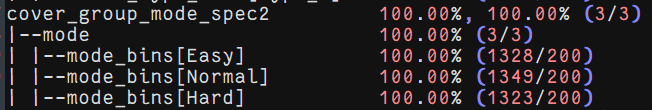 cover_group_mode_spec2 100.00%, 100.00% (3/3)
|--mode 100.00% (3/3)
| |--mode_bins[Easy] 100.00% (1328/200)
| |--mode_bins[Normal] 100.00% (1349/200)
| |--mode_bins[Hard] 100.00% (1323/200)